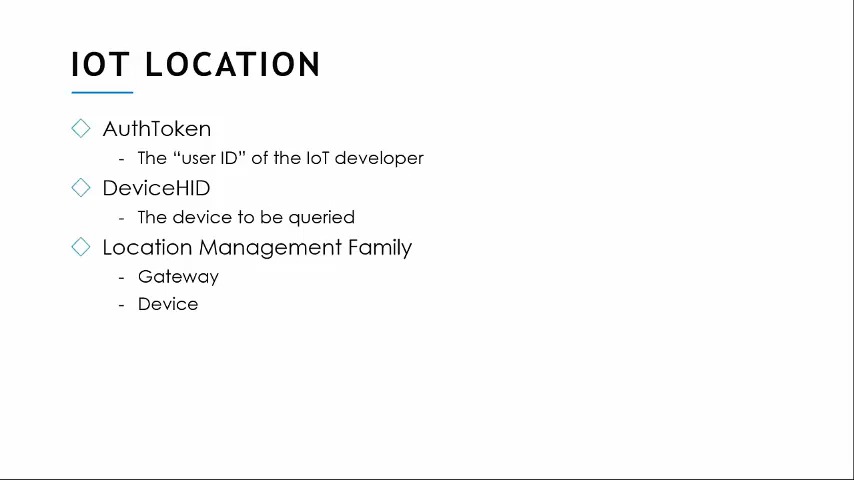 IOT LOCATION
AuthToken
- The “user ID” of the IoT developer
DeviceHID
- The device to be queried
Location Management Family
- Gateway
- Device